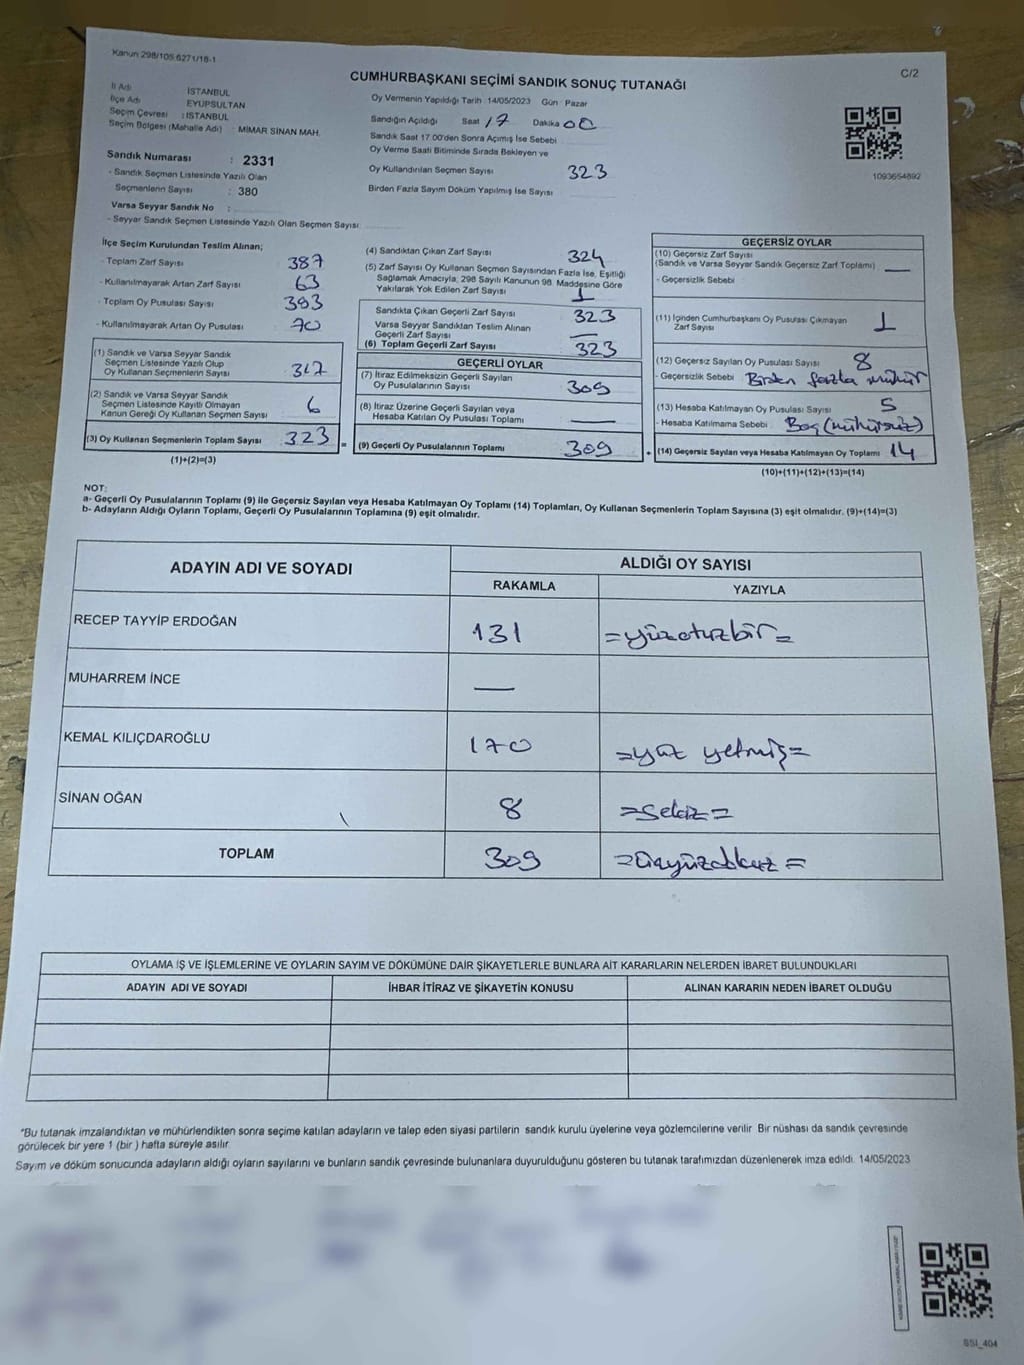 Kanun 298/105.6271/16-1
C/2
CUMHURBAŞKANI SEÇİMİ SANDIK SONUÇ TUTANAĞI
İl Adı İSTANBUL
İlçe Adı EYÜPSULTAN
Seçim Çevresi : İSTANBUL
Seçim Bölgesi (Mahalle Adı) : MİMAR SİNAN MAH.
Sandık Numarası : 2331
- Sandık Seçmen Listesinde Yazılı Olan
Seçmenlerin Sayısı : 380
Varsa Seyyar Sandık No :
- Seyyar Sandık Seçmen Listesinde Yazılı Olan Seçmen Sayısı:
Oy Vermenin Yapıldığı Tarih 14/05/2023 Gün Pazar
Sandığın Açıldığı Saat 17 Dakika 00
Sandık Saat 17.00'den Sonra Açılmış İse Sebebi
Oy Verme Saati Bitiminde Sırada Bekleyen ve
Oy Kullandırılan Seçmen Sayısı 323
Birden Fazla Sayım Döküm Yapılmış İse Sayısı
1093654892
İlçe Seçim Kurulundan Teslim Alınan;
- Toplam Zarf Sayısı 387
- Kullanılmayarak Artan Zarf Sayısı 63
- Toplam Oy Pusulası Sayısı 393
- Kullanılmayarak Artan Oy Pusulası 70
(1) Sandık ve Varsa Seyyar Sandık
Seçmen Listesinde Yazılı Olup
Oy Kullanan Seçmenlerin Sayısı 317
(2) Sandık ve Varsa Seyyar Sandık
Seçmen Listesinde Kayıtlı Olmayan
Kanun Gereği Oy Kullanan Seçmen Sayısı 6
(3) Oy Kullanan Seçmenlerin Toplam Sayısı 323 =
(1)+(2)=(3)
(4) Sandıktan Çıkan Zarf Sayısı 324
(5) Zarf Sayısı Oy Kullanan Seçmen Sayısından Fazla İse, Eşitliği
Sağlamak Amacıyla; 298 Sayılı Kanunun 98. Maddesine Göre
Yakılarak Yok Edilen Zarf Sayısı 1
Sandıkta Çıkan Geçerli Zarf Sayısı 323
Varsa Seyyar Sandıktan Teslim Alınan
Geçerli Zarf Sayısı —
(6) Toplam Geçerli Zarf Sayısı 323
GEÇERLİ OYLAR
(7) İtiraz Edilmeksizin Geçerli Sayılan
Oy Pusulalarının Sayısı 309
(8) İtiraz Üzerine Geçerli Sayılan veya
Hesaba Katılan Oy Pusulası Toplamı —
(9) Geçerli Oy Pusulalarının Toplamı 309 +
GEÇERSİZ OYLAR
(10) Geçersiz Zarf Sayısı
(Sandık ve Varsa Seyyar Sandık Geçersiz Zarf Toplamı) —
- Geçersizlik Sebebi
(11) İçinden Cumhurbaşkanı Oy Pusulası Çıkmayan
Zarf Sayısı 1
(12) Geçersiz Sayılan Oy Pusulası Sayısı 8
- Geçersizlik Sebebi Birden fazla mühür
(13) Hesaba Katılmayan Oy Pusulası Sayısı 5
- Hesaba Katılmama Sebebi Boş (mühürsüz)
(14) Geçersiz Sayılan veya Hesaba Katılmayan Oy Toplamı 14
(10)+(11)+(12)+(13)=(14)
NOT:
a- Geçerli Oy Pusulalarının Toplamı (9) ile Geçersiz Sayılan veya Hesaba Katılmayan Oy Toplamı (14) Toplamları, Oy Kullanan Seçmenlerin Toplam Sayısına (3) eşit olmalıdır. (9)+(14)=(3)
b- Adayların Aldığı Oyların Toplamı, Geçerli Oy Pusulalarının Toplamına (9) eşit olmalıdır.
ADAYIN ADI VE SOYADI
ALDIĞI OY SAYISI
RAKAMLA YAZIYLA
RECEP TAYYİP ERDOĞAN 131 =yüzotuzbir=
MUHARREM İNCE —
KEMAL KILIÇDAROĞLU 170 =yüz yetmiş=
SİNAN OĞAN 8 =sekiz=
TOPLAM 309 =üçyüzdokuz=
OYLAMA İŞ VE İŞLEMLERİNE VE OYLARIN SAYIM VE DÖKÜMÜNE DAİR ŞİKAYETLERLE BUNLARA AİT KARARLARIN NELERDEN İBARET BULUNDUKLARI
ADAYIN ADI VE SOYADI İHBAR İTİRAZ VE ŞİKAYETİN KONUSU ALINAN KARARIN NEDEN İBARET OLDUĞU
"Bu tutanak imzalandıktan ve mühürlendikten sonra seçime katılan adayların ve talep eden siyasi partilerin sandık kurulu üyelerine veya gözlemcilerine verilir. Bir nüshası da sandık çevresinde
görülecek bir yere 1 (bir ) hafta süreyle asılır.
Sayım ve döküm sonucunda adayların aldığı oyların sayılarını ve bunların sandık çevresinde bulunanlara duyurulduğunu gösteren bu tutanak tarafımızdan düzenlenerek imza edildi. 14/05/2023
SSI_404